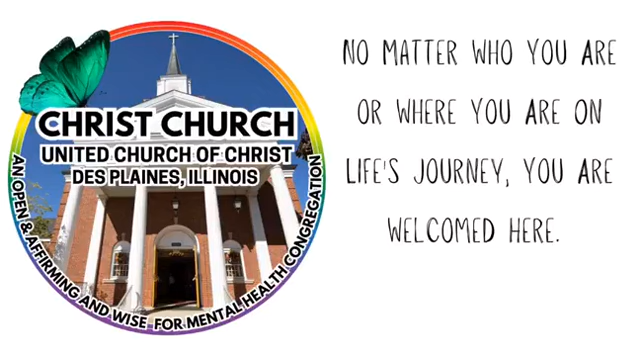 CHRIST CHURCH
UNITED CHURCH OF CHRIST
DES PLAINES, ILLINOIS
AN OPEN & AFFIRMING AND WISE FOR MENTAL HEALTH CONGREGATION
NO MATTER WHO YOU ARE
OR WHERE YOU ARE ON
LIFE'S JOURNEY, YOU ARE
WELCOMED HERE.